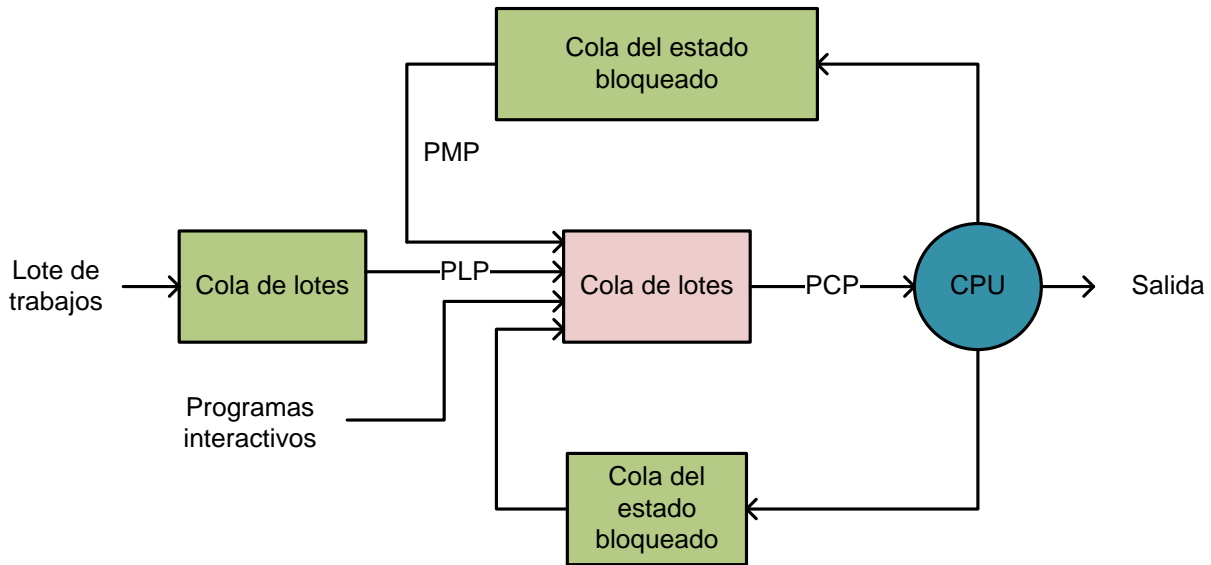 Cola del estado
bloqueado
PMP
Lote de
trabajos
Cola de lotes
PLP
Cola de lotes
PCP
CPU
Salida
Programas
interactivos
Cola del
estado
bloqueado